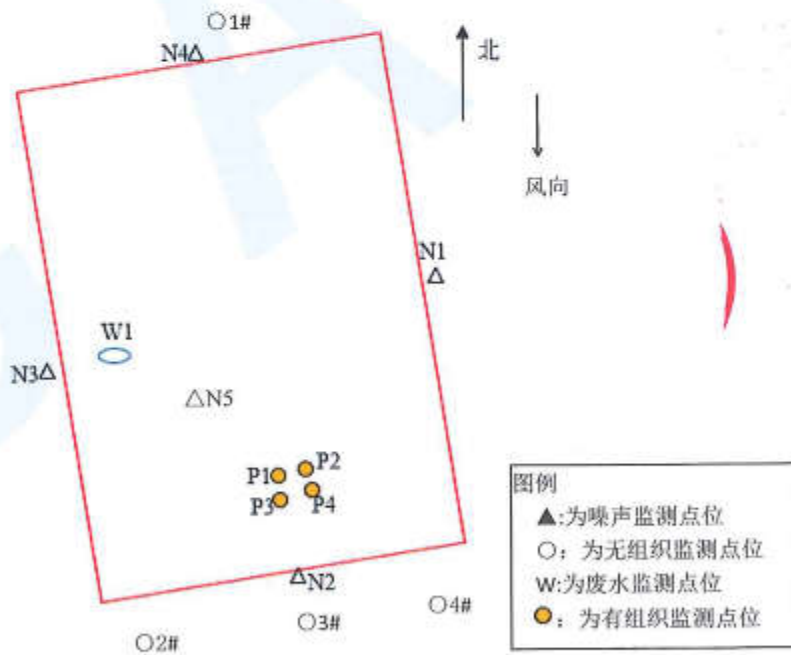 ○1#
N4△
北
风向
N1
△
W1
N3△
△N5
P1
P2
P3
P4
△N2
○2#
○3#
○4#
图例
▲:为噪声监测点位
○：为无组织监测点位
W:为废水监测点位
●：为有组织监测点位